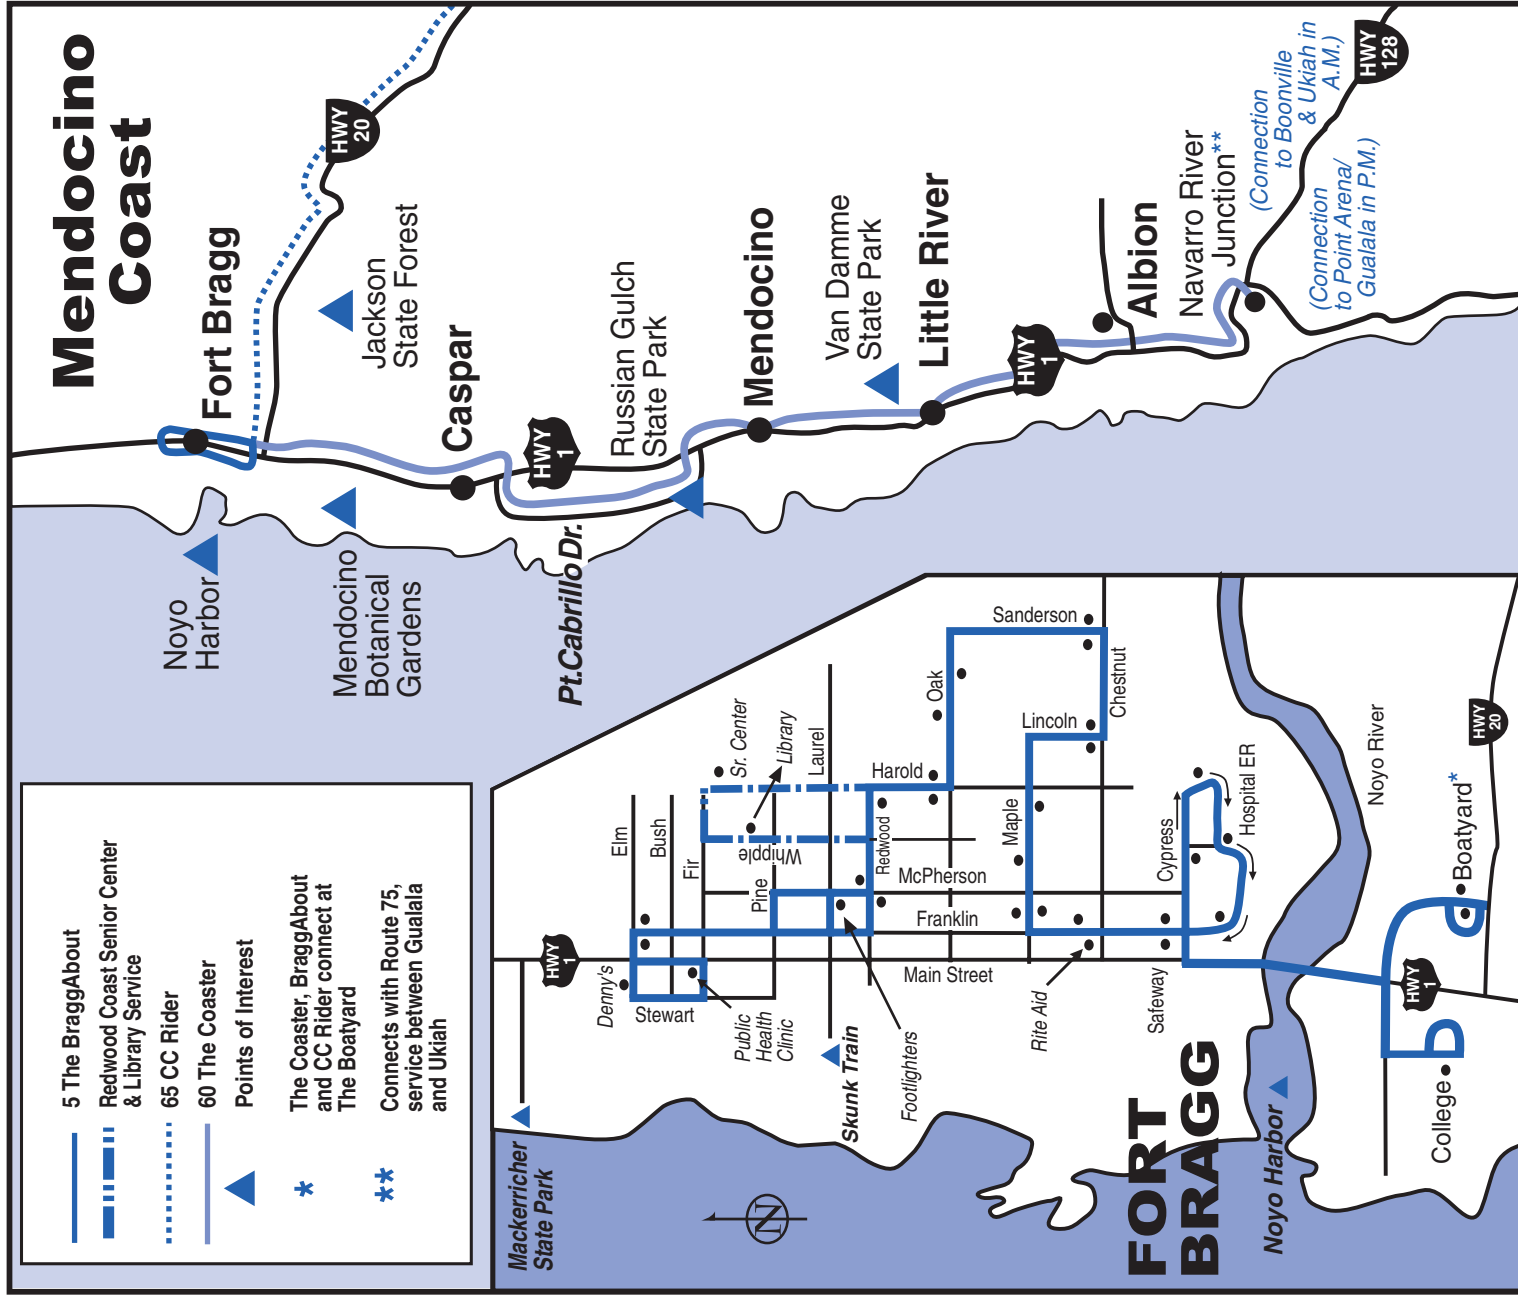 Mendocino
Coast
Fort Bragg
HWY
20
Jackson
State Forest
Noyo
Harbor
Mendocino
Botanical
Gardens
Caspar
HWY
1
Pt.Cabrillo Dr.
Russian Gulch
State Park
Mendocino
Van Damme
State Park
Little River
HWY
1
Albion
Navarro River
Junction**
(Connection
to Boonville
& Ukiah in
A.M.)
(Connection
to Point Arena/
Gualala in P.M.)
HWY
128
5 The BraggAbout
Redwood Coast Senior Center
& Library Service
65 CC Rider
60 The Coaster
Points of Interest
* The Coaster, BraggAbout
and CC Rider connect at
The Boatyard
** Connects with Route 75,
service between Gualala
and Ukiah
Mackerricher
State Park
HWY
1
Denny's
Elm
Bush
Stewart
Fir
Public
Health
Clinic
Sr. Center
Library
Whipple
Pine
Laurel
Skunk Train
Footlighters
Redwood
Harold
McPherson
Franklin
Main Street
Oak
Sanderson
Lincoln
Maple
Chestnut
Rite Aid
Safeway
Cypress
Hospital ER
FORT
BRAGG
Noyo Harbor
Noyo River
HWY
1
HWY
20
Boatyard*
College
N